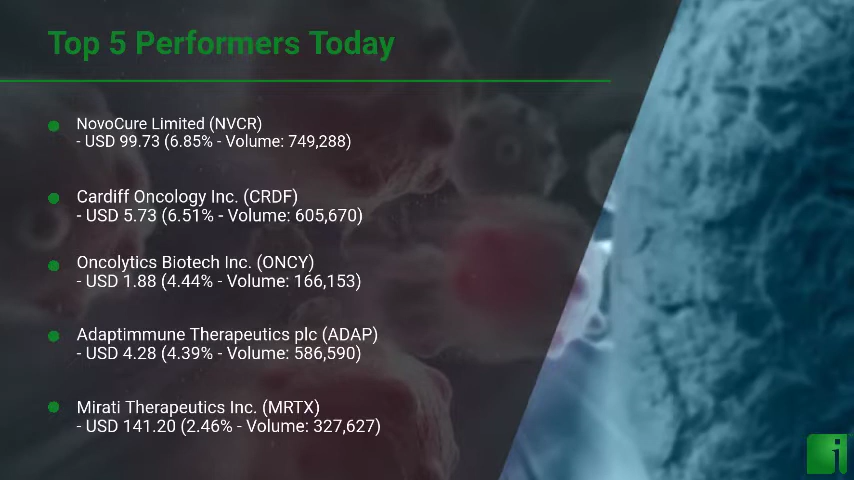 Top 5 Performers Today
NovoCure Limited (NVCR)
- USD 99.73 (6.85% - Volume: 749,288)
Cardiff Oncology Inc. (CRDF)
- USD 5.73 (6.51% - Volume: 605,670)
Oncolytics Biotech Inc. (ONCY)
- USD 1.88 (4.44% - Volume: 166,153)
Adaptimmune Therapeutics plc (ADAP)
- USD 4.28 (4.39% - Volume: 586,590)
Mirati Therapeutics Inc. (MRTX)
- USD 141.20 (2.46% - Volume: 327,627)
i